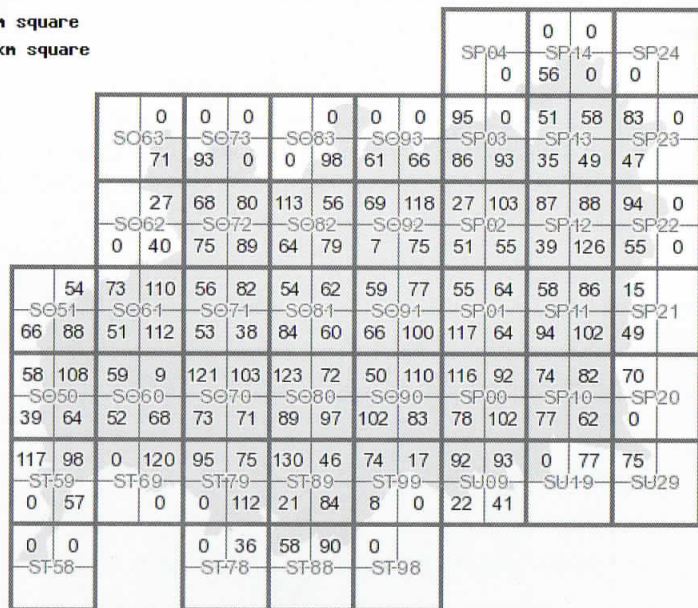 m square
km square
0 0
SP04 SP14 SP24
0 56 0 0
0 0 0 0 0 0 95 0 51 58 83 0
SO63 SO73 SO83 SO93 SP03 SP13 SP23
71 93 0 0 98 61 66 86 93 35 49 47
27 68 80 113 56 69 118 27 103 87 88 94 0
SO62 SO72 SO82 SO92 SP02 SP12 SP22
0 40 75 89 64 79 7 75 51 55 39 126 55 0
54 73 110 56 82 54 62 59 77 55 64 58 86 15
SO51 SO61 SO71 SO81 SO91 SP01 SP11 SP21
66 88 51 112 53 38 84 60 66 100 117 64 94 102 49
58 108 59 9 121 103 123 72 50 110 116 92 74 82 70
SO50 SO60 SO70 SO80 SO90 SP00 SP10 SP20
39 64 52 68 73 71 89 97 102 83 78 102 77 62 0
117 98 0 120 95 75 130 46 74 17 92 93 0 77 75
ST59 ST69 ST79 ST89 ST99 SU09 SU19 SU29
0 57 0 0 112 21 84 8 0 22 41
0 0 0 36 58 90 0
ST58 ST78 ST88 ST98